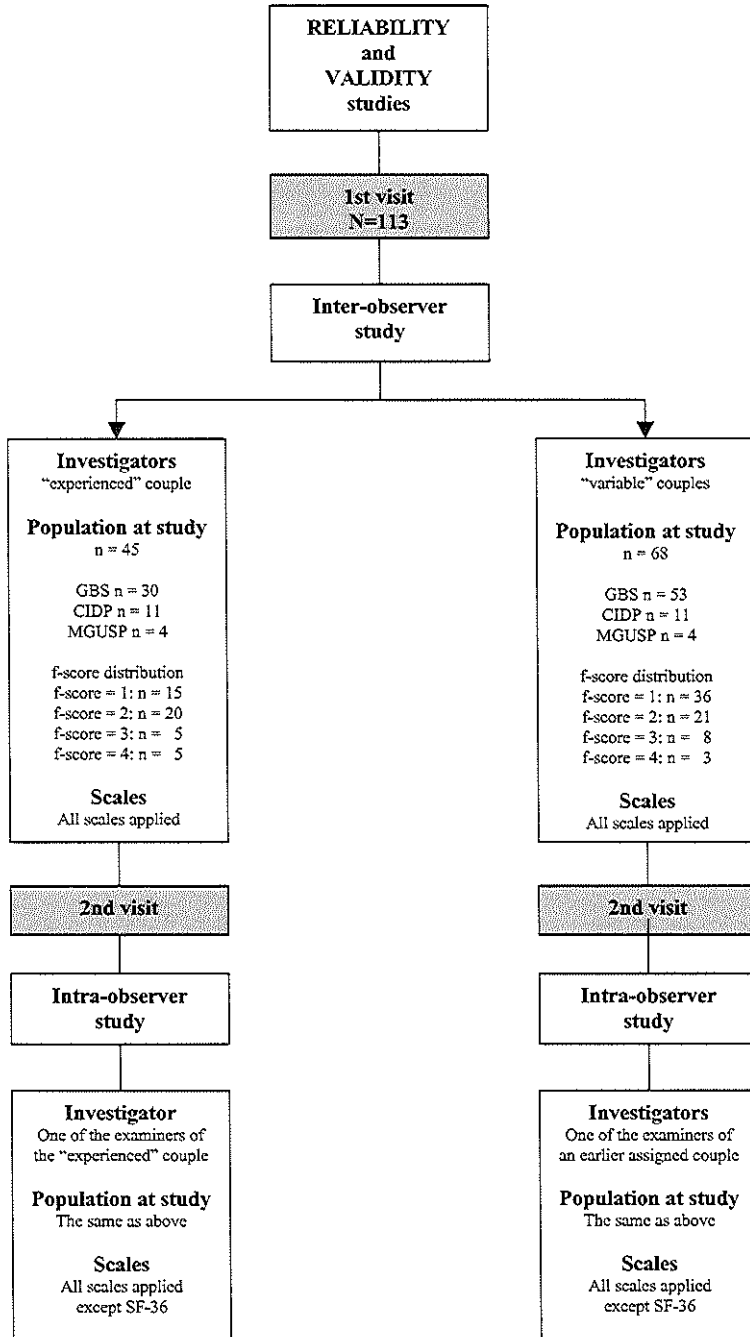 RELIABILITY
and
VALIDITY
studies
1st visit
N=113
Inter-observer
study
Investigators
“experienced” couple
Population at study
n = 45
GBS n = 30
CIDP n = 11
MGUSP n = 4
f-score distribution
f-score = 1: n = 15
f-score = 2: n = 20
f-score = 3: n = 5
f-score = 4: n = 5
Scales
All scales applied
2nd visit
Intra-observer
study
Investigator
One of the examiners of
the “experienced” couple
Population at study
The same as above
Scales
All scales applied
except SF-36
Investigators
“variable” couples
Population at study
n = 68
GBS n = 53
CIDP n = 11
MGUSP n = 4
f-score distribution
f-score = 1: n = 36
f-score = 2: n = 21
f-score = 3: n = 8
f-score = 4: n = 3
Scales
All scales applied
2nd visit
Intra-observer
study
Investigators
One of the examiners of
an earlier assigned couple
Population at study
The same as above
Scales
All scales applied
except SF-36